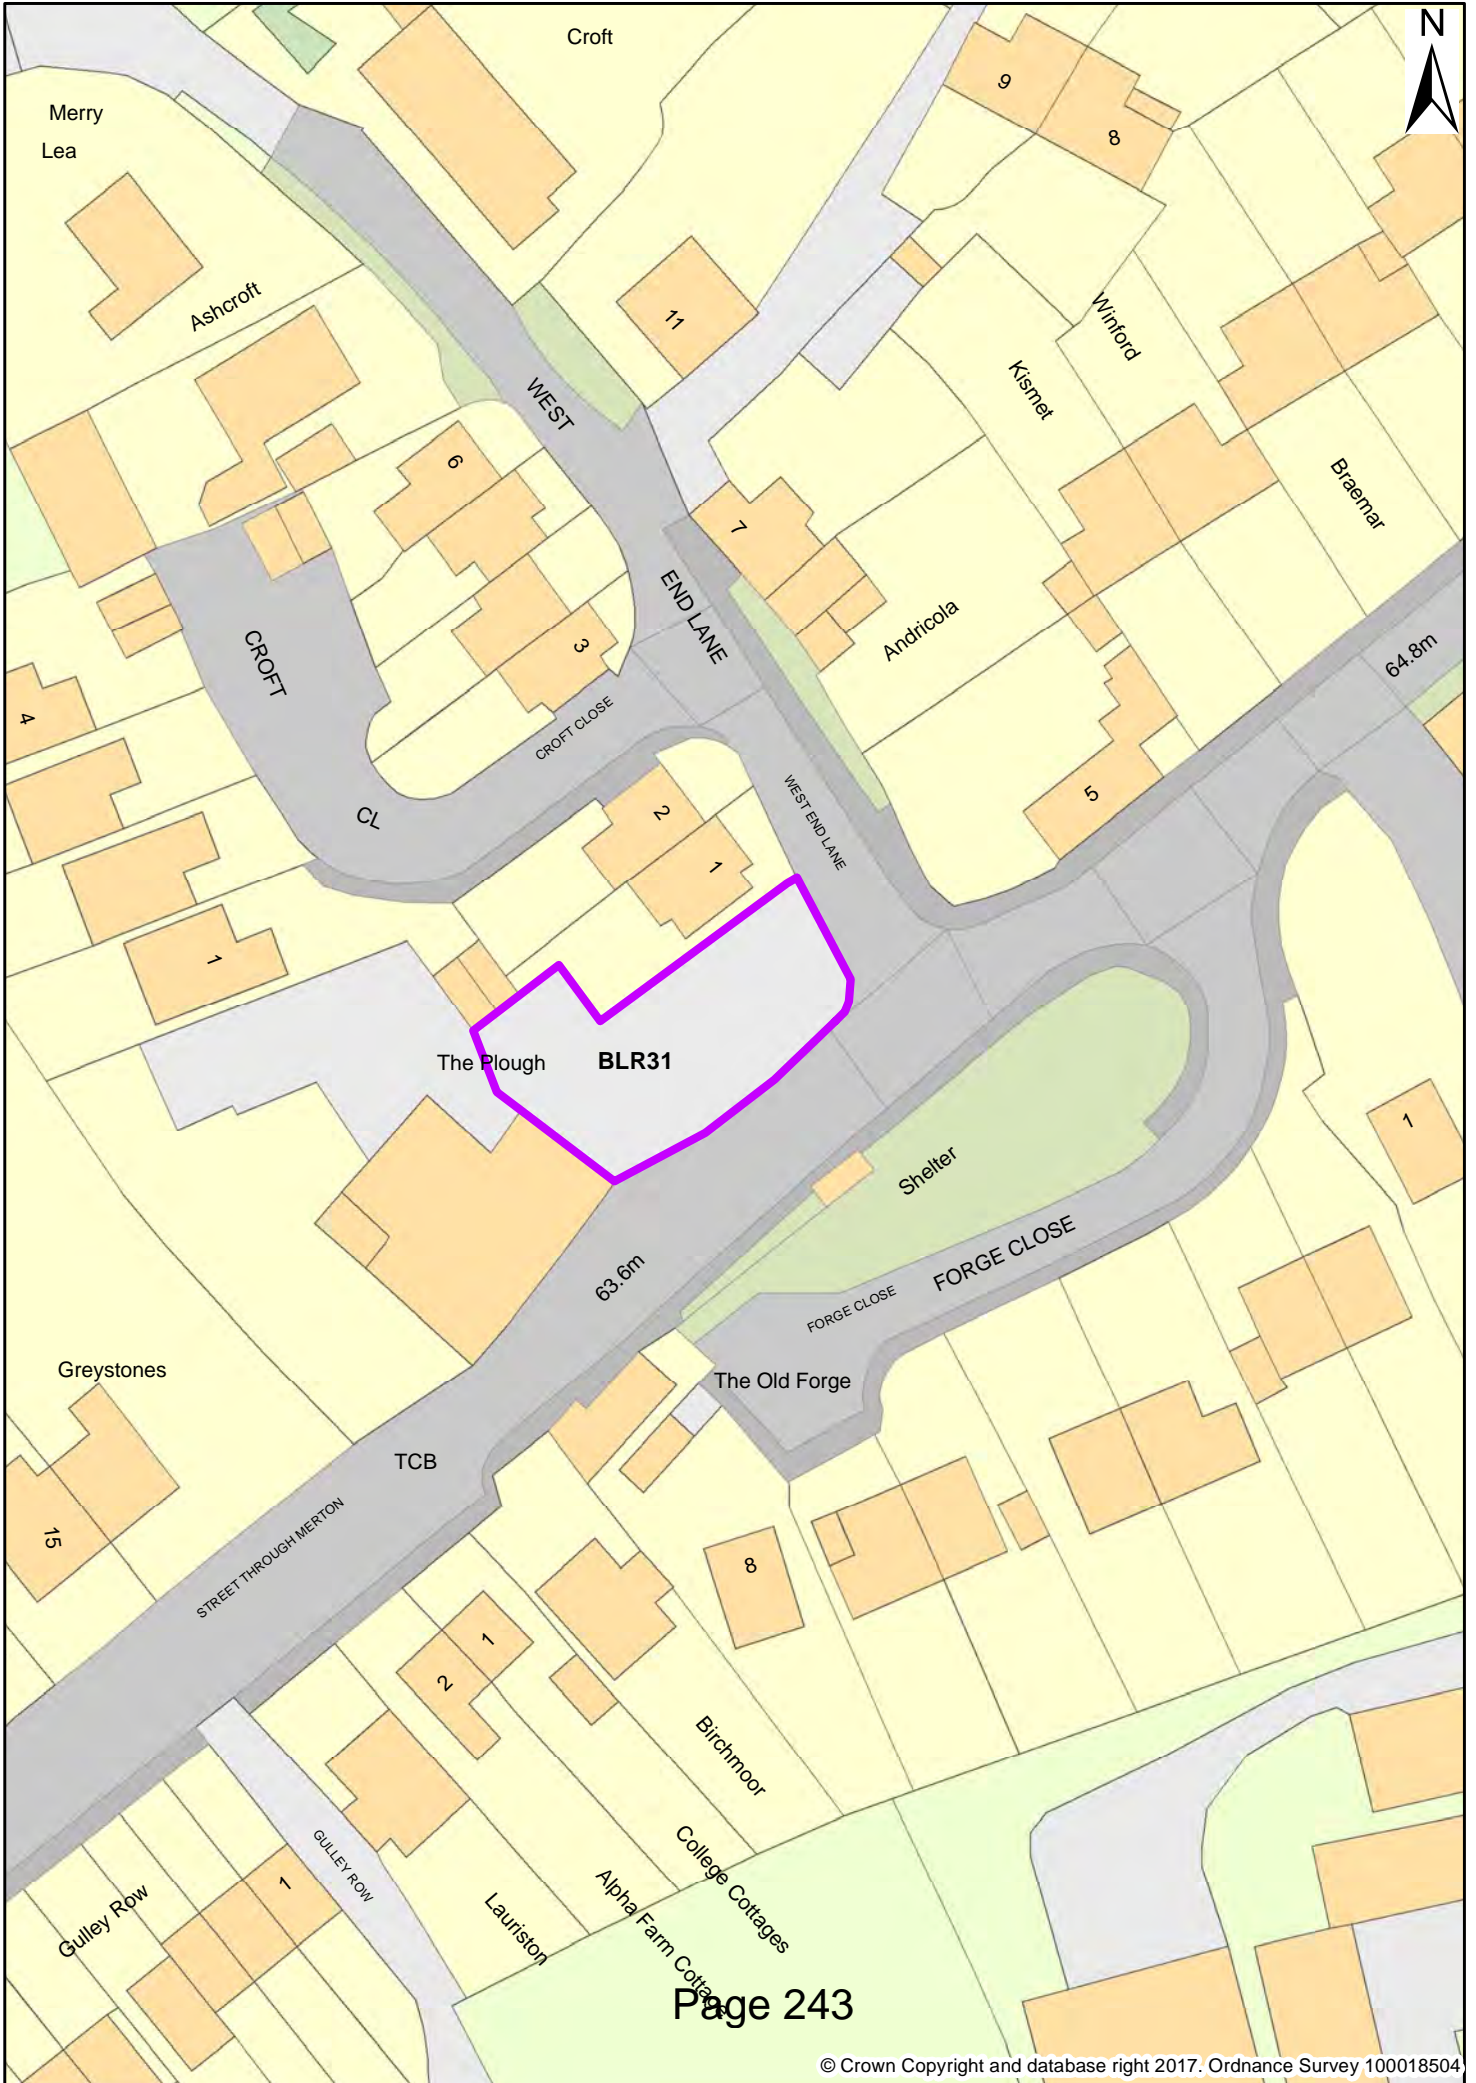 N
Croft
9
8
Merry
Lea
Ashcroft
11
Winford
Kismet
WEST
6
7
Braemar
END LANE
Andricola
3
CROFT
64.8m
4
CROFT CLOSE
CL
WEST END LANE
5
2
1
1
The Plough
BLR31
1
Shelter
FORGE CLOSE
63.6m
FORGE CLOSE
Greystones
The Old Forge
TCB
15
STREET THROUGH MERTON
8
1
2
Birchmoor
GULLEY ROW
College Cottages
1
Gulley Row
Alpha Farm Cottage
Lauriston
Page 243
© Crown Copyright and database right 2017. Ordnance Survey 100018504